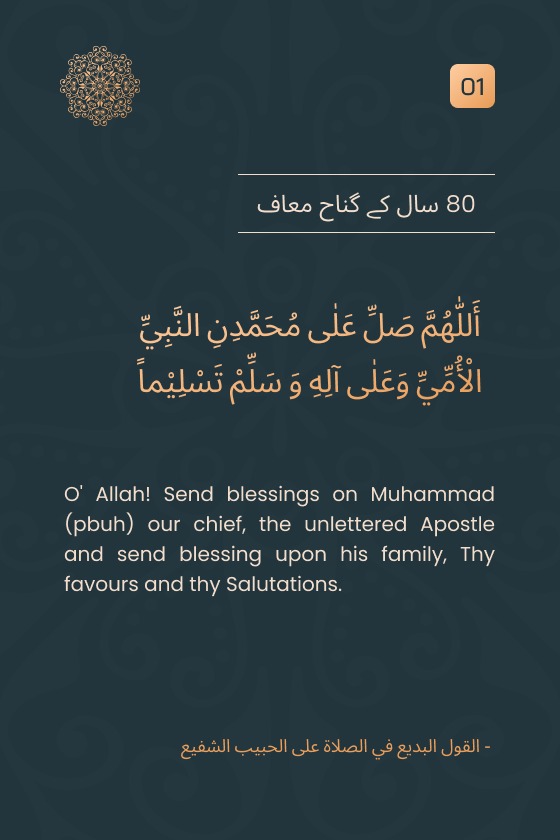 01
80 سال کے گناح معاف
أَللّٰهُمَّ صَلِّ عَلٰى مُحَمَّدِنِ النَّبِيِّ
الْأُمِّيِّ وَعَلٰى آلِهِ وَ سَلِّمْ تَسْلِيْماً
O' Allah! Send blessings on Muhammad
(pbuh) our chief, the unlettered Apostle
and send blessing upon his family, Thy
favours and thy Salutations.
- القول البديع في الصلاة على الحبيب الشفيع